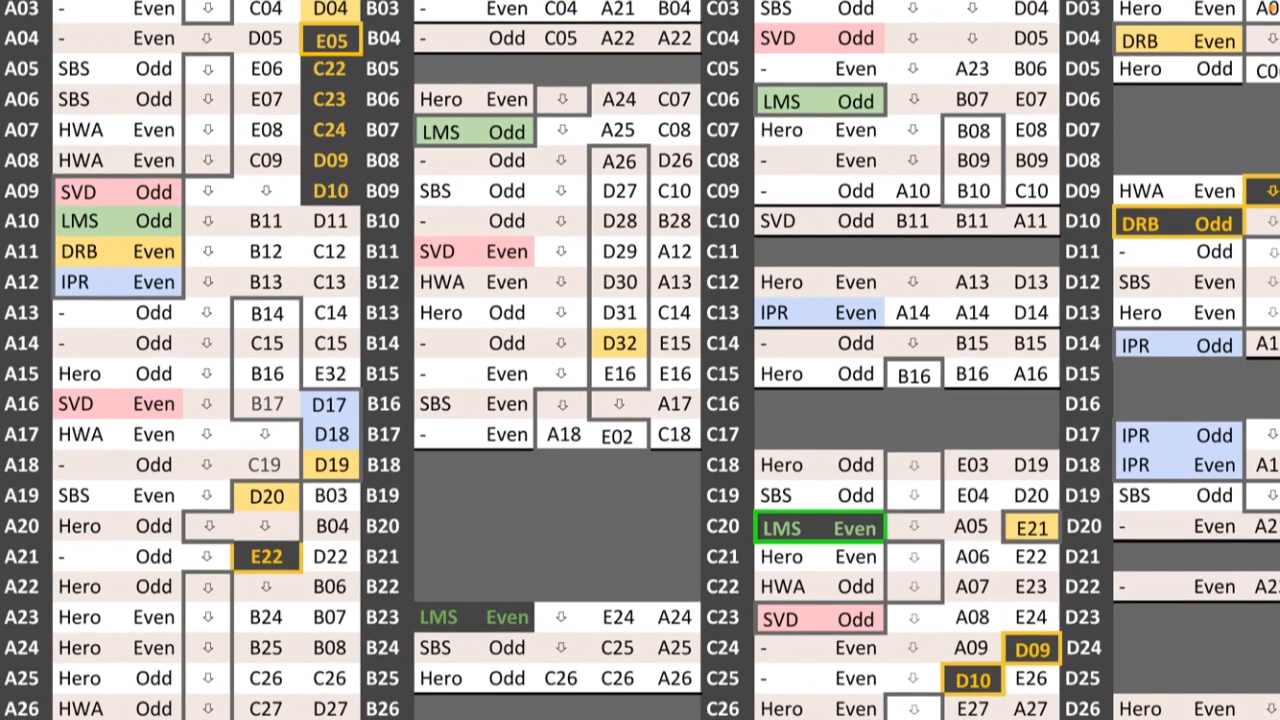 A03 - Even ⇩ C04 D04 B03 - Even C04 A21 B04 C03 SBS Odd ⇩ ⇩ D04 D03 Hero Even
A04 - Even ⇩ D05 E05 B04 - Odd C05 A22 A22 C04 SVD Odd ⇩ ⇩ D05 D04 DRB Even ⇩
A05 SBS Odd ⇩ E06 C22 B05 C05 - Even ⇩ A23 B06 D05 Hero Odd
A06 SBS Odd ⇩ E07 C23 B06 Hero Even ⇩ A24 C07 C06 LMS Odd ⇩ B07 E07 D06
A07 HWA Even ⇩ E08 C24 B07 LMS Odd ⇩ A25 C08 C07 Hero Even ⇩ B08 E08 D07
A08 HWA Even ⇩ C09 D09 B08 - Odd ⇩ A26 D26 C08 - Even ⇩ B09 B09 D08
A09 SVD Odd ⇩ ⇩ D10 B09 SBS Odd ⇩ D27 C10 C09 - Odd A10 B10 C10 D09 HWA Even ⇩
A10 LMS Odd ⇩ B11 D11 B10 - Odd ⇩ D28 B28 C10 SVD Odd B11 B11 A11 D10 DRB Odd ⇩
A11 DRB Even ⇩ B12 C12 B11 SVD Even ⇩ D29 A12 C11 D11 - Odd ⇩
A12 IPR Even ⇩ B13 C13 B12 HWA Even ⇩ D30 A13 C12 Hero Even ⇩ A13 D13 D12 SBS Even ⇩
A13 - Odd ⇩ B14 C14 B13 Hero Odd ⇩ D31 C14 C13 IPR Even A14 A14 D14 D13 Hero Odd ⇩
A14 - Odd ⇩ C15 C15 B14 - Odd ⇩ D32 E15 C14 - Odd ⇩ B15 B15 D14 IPR Odd
A15 Hero Odd ⇩ B16 E32 B15 - Even ⇩ E16 E16 C15 Hero Odd B16 B16 A16 D15
A16 SVD Even ⇩ B17 D17 B16 SBS Even ⇩ ⇩ A17 C16 D16
A17 HWA Even ⇩ ⇩ D18 B17 - Even A18 E02 C18 C17 D17 IPR Odd ⇩
A18 - Odd ⇩ C19 D19 B18 C18 Hero Odd ⇩ E03 D19 D18 IPR Even
A19 SBS Even ⇩ D20 B03 B19 C19 SBS Odd ⇩ E04 D20 D19 SBS Odd ⇩
A20 Hero Odd ⇩ ⇩ B04 B20 C20 LMS Even ⇩ A05 E21 D20 - Even
A21 - Odd ⇩ E22 D22 B21 C21 Hero Even ⇩ A06 E22 D21
A22 Hero Odd ⇩ ⇩ B06 B22 C22 HWA Odd ⇩ A07 E23 D22 - Even
A23 Hero Odd ⇩ B24 B07 B23 LMS Even ⇩ E24 A24 C23 SVD Odd ⇩ A08 E24 D23
A24 Hero Odd ⇩ B25 B08 B24 SBS Odd ⇩ C25 A25 C24 - Even ⇩ A09 D09 D24
A25 Hero Odd ⇩ C26 C26 B25 Hero Odd C26 C26 A26 C25 - Even ⇩ D10 E26 D25
A26 HWA Odd ⇩ C27 D27 B26 C26 Hero Even ⇩ E27 A27 D26 Hero Odd ⇩